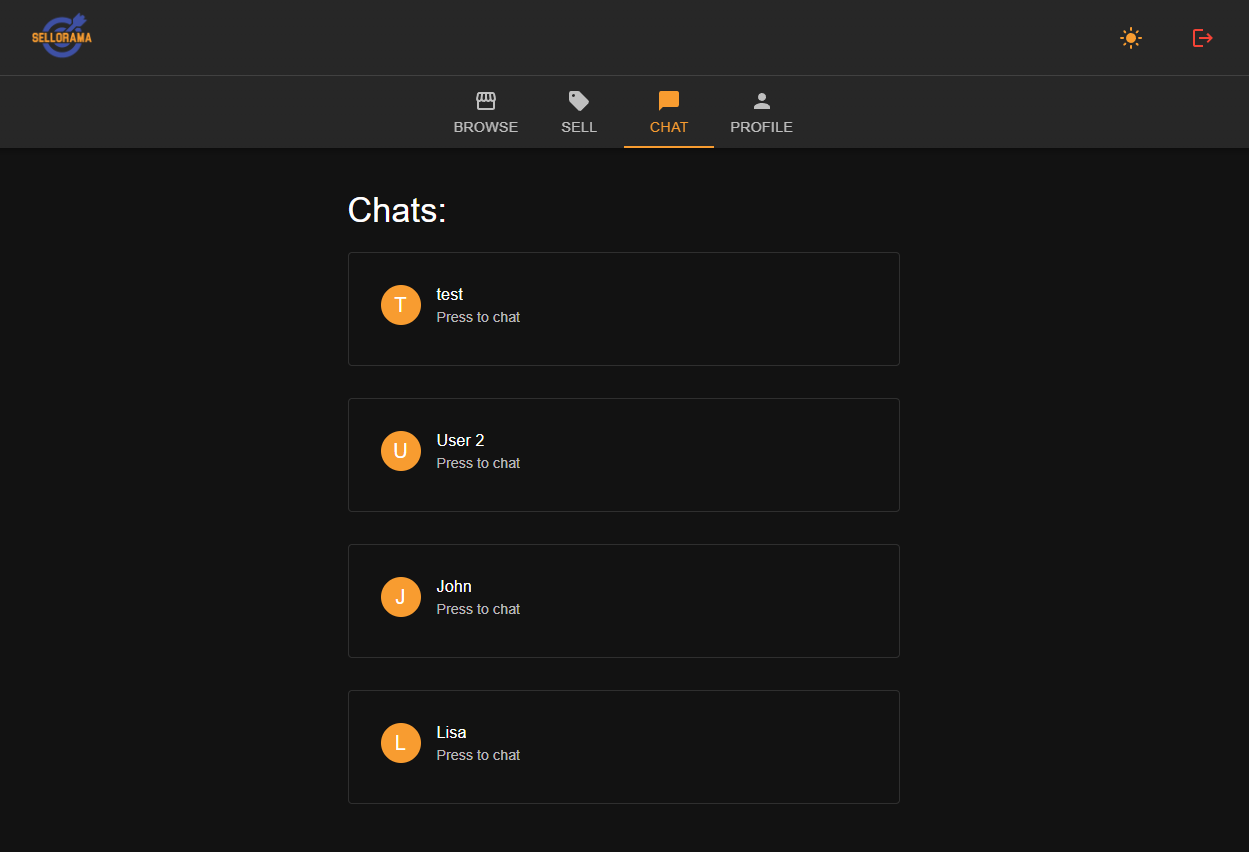 SELLORAMA
BROWSE
SELL
CHAT
PROFILE
Chats:
T
test
Press to chat
U
User 2
Press to chat
J
John
Press to chat
L
Lisa
Press to chat